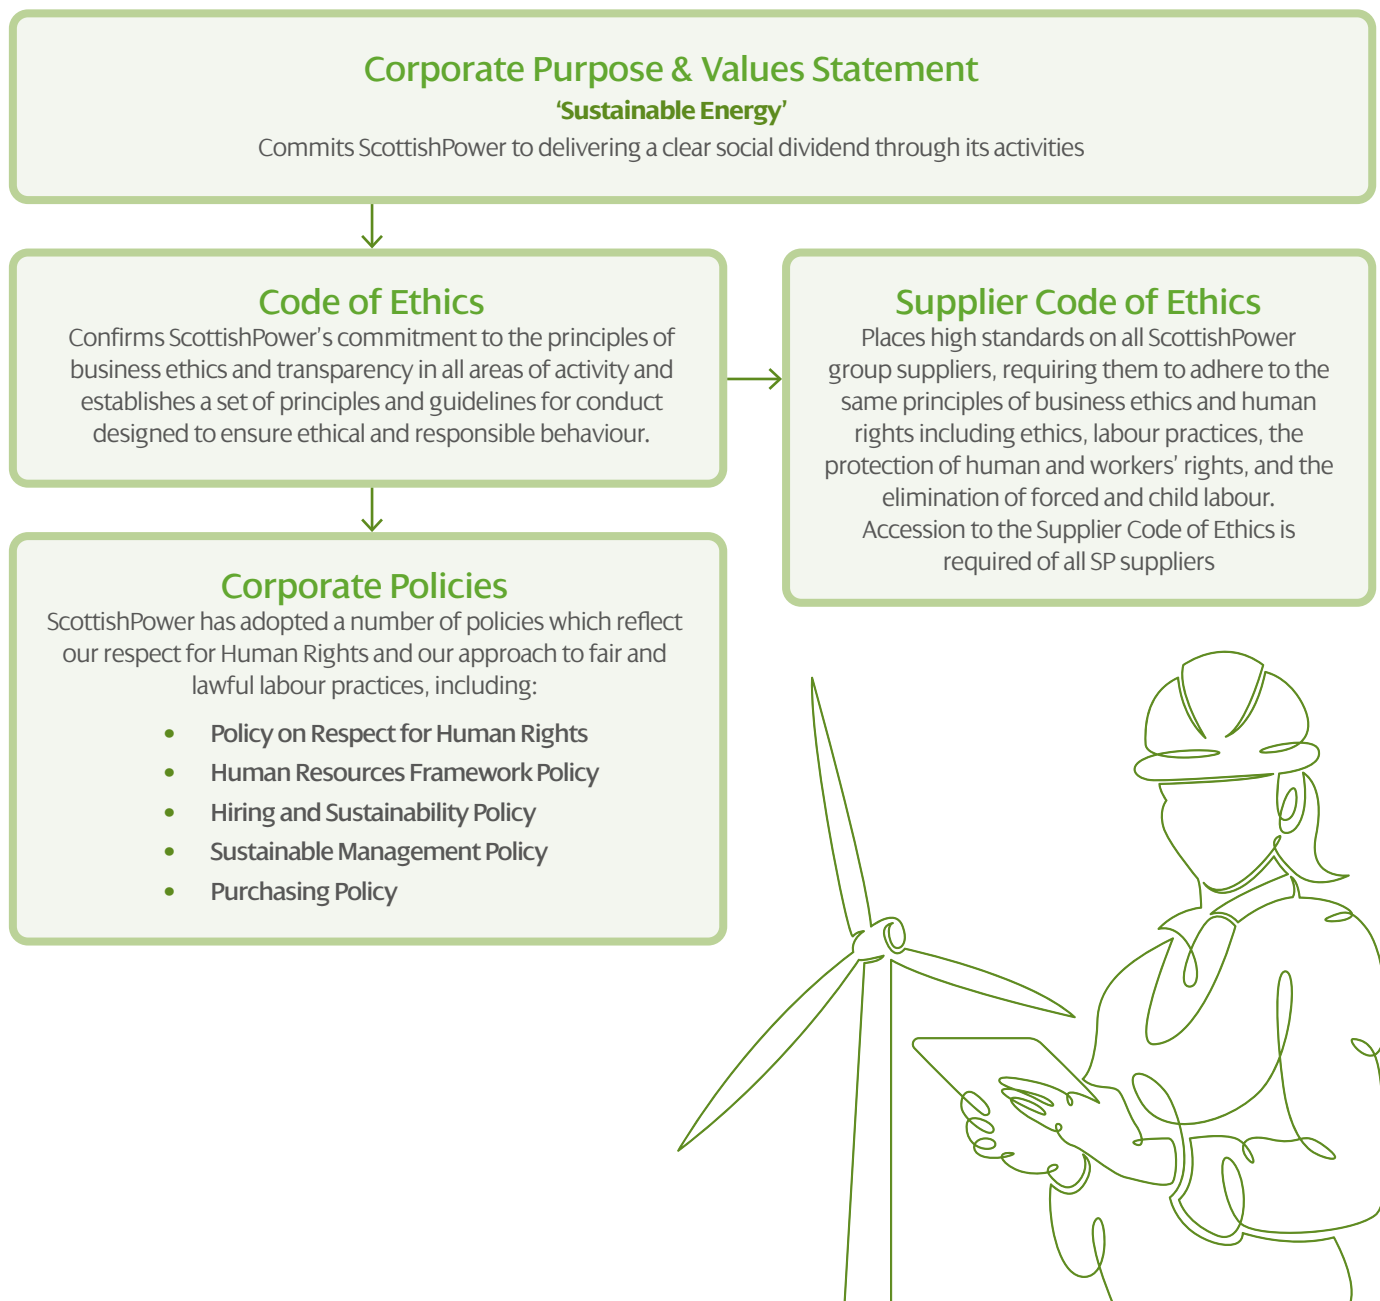 Corporate Purpose & Values Statement
‘Sustainable Energy’
Commits ScottishPower to delivering a clear social dividend through its activities
Code of Ethics
Confirms ScottishPower’s commitment to the principles of
business ethics and transparency in all areas of activity and
establishes a set of principles and guidelines for conduct
designed to ensure ethical and responsible behaviour.
Supplier Code of Ethics
Places high standards on all ScottishPower
group suppliers, requiring them to adhere to the
same principles of business ethics and human
rights including ethics, labour practices, the
protection of human and workers’ rights, and the
elimination of forced and child labour.
Accession to the Supplier Code of Ethics is
required of all SP suppliers
Corporate Policies
ScottishPower has adopted a number of policies which reflect
our respect for Human Rights and our approach to fair and
lawful labour practices, including:
• Policy on Respect for Human Rights
• Human Resources Framework Policy
• Hiring and Sustainability Policy
• Sustainable Management Policy
• Purchasing Policy